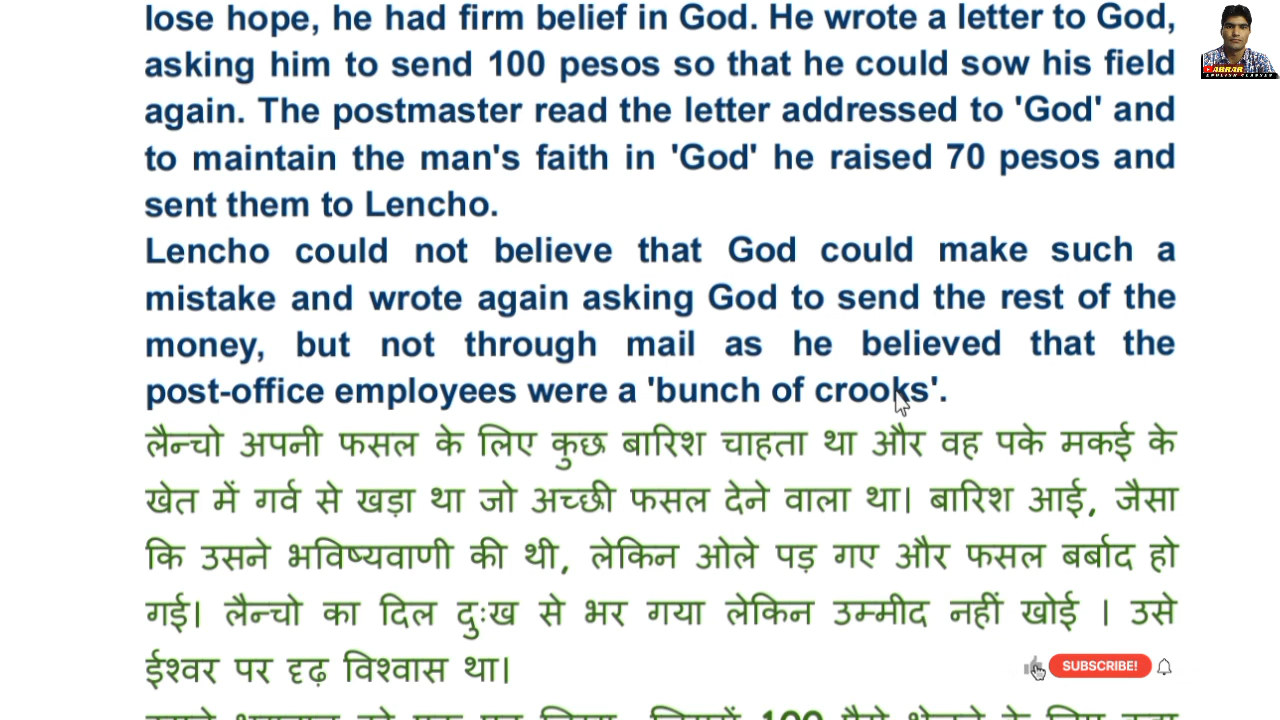 lose hope, he had firm belief in God. He wrote a letter to God,
asking him to send 100 pesos so that he could sow his field
again. The postmaster read the letter addressed to 'God' and
to maintain the man's faith in 'God' he raised 70 pesos and
sent them to Lencho.
Lencho could not believe that God could make such a
mistake and wrote again asking God to send the rest of the
money, but not through mail as he believed that the
post-office employees were a 'bunch of crooks'.
लैन्चो अपनी फसल के लिए कुछ बारिश चाहता था और वह पके मकई के
खेत में गर्व से खड़ा था जो अच्छी फसल देने वाला था। बारिश आई, जैसा
कि उसने भविष्यवाणी की थी, लेकिन ओले पड़ गए और फसल बर्बाद हो
गई। लैन्चो का दिल दुःख से भर गया लेकिन उम्मीद नहीं खोई । उसे
ईश्वर पर दृढ़ विश्वास था।
100
SUBSCRIBE!
ABRAR
ENGLISH CLASSES